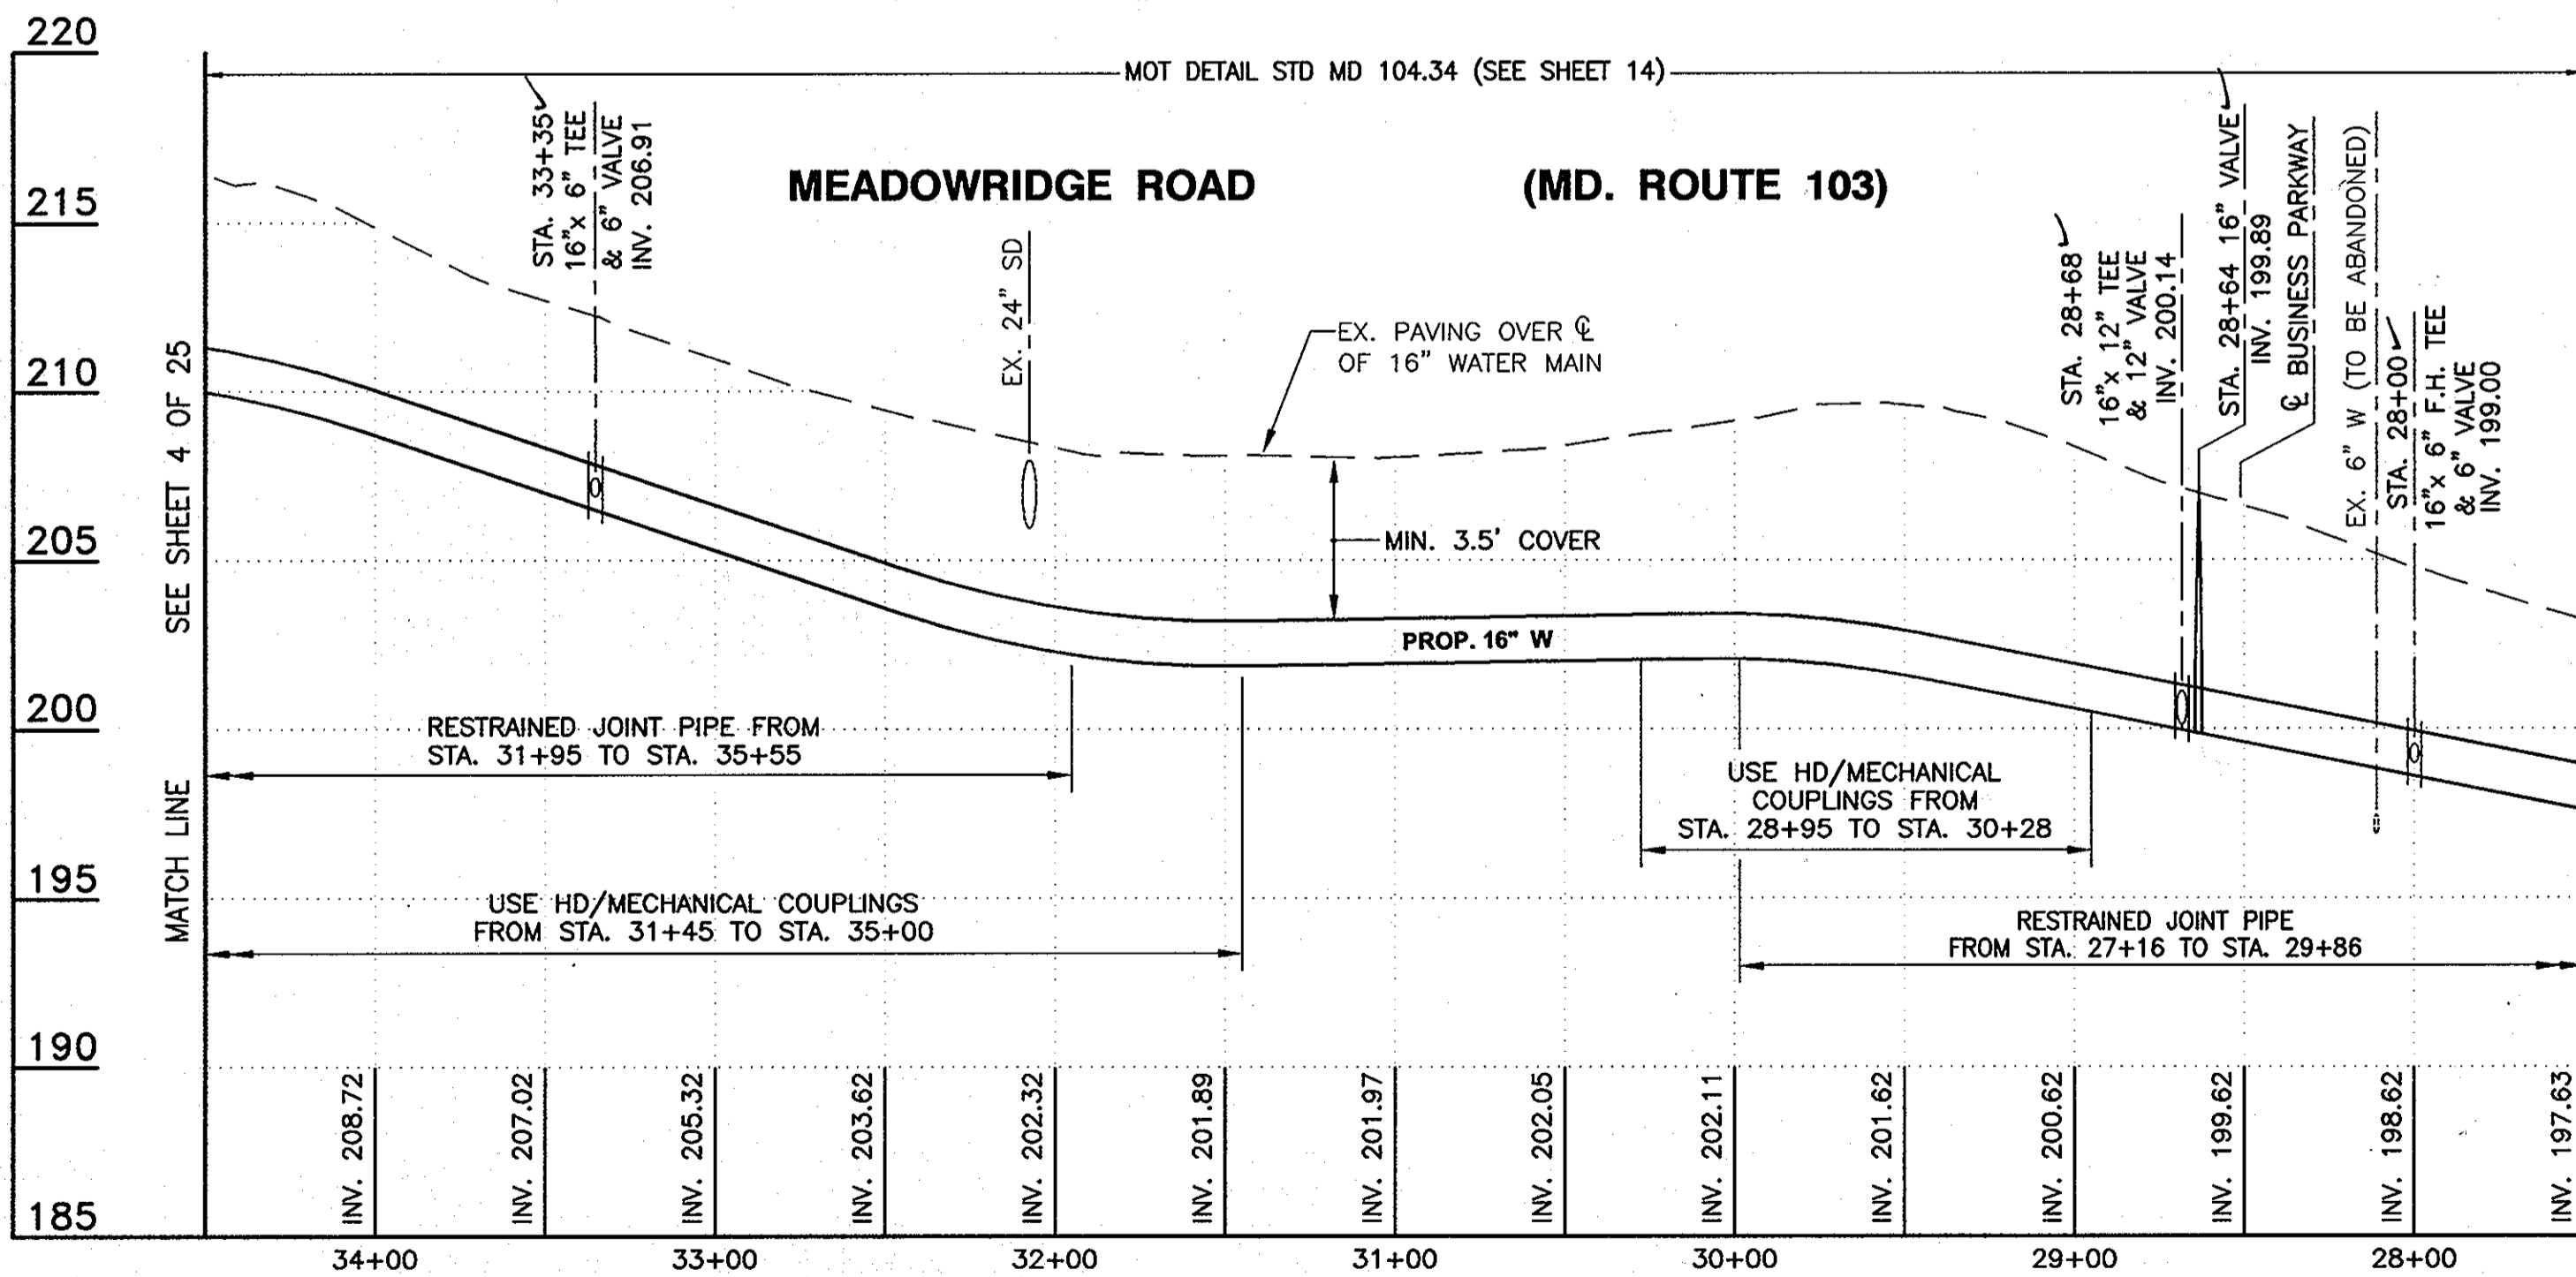 220
215
210
205
200
195
190
185
MOT DETAIL STD MD 104.34 (SEE SHEET 14)
MEADOWRIDGE ROAD (MD. ROUTE 103)
MATCH LINE SEE SHEET 4 OF 25
STA. 33+35
16"x 6" TEE
& 6" VALVE
INV. 206.91
EX. 24" SD
EX. PAVING OVER ℄
OF 16" WATER MAIN
MIN. 3.5' COVER
PROP. 16" W
STA. 28+68
16"x 12" TEE
& 12" VALVE
INV. 200.14
STA. 28+64 16" VALVE
INV. 199.89
℄ BUSINESS PARKWAY
EX. 6" W (TO BE ABANDONED)
STA. 28+00
16"x 6" F.H. TEE
& 6" VALVE
INV. 199.00
RESTRAINED JOINT PIPE FROM
STA. 31+95 TO STA. 35+55
USE HD/MECHANICAL COUPLINGS
FROM STA. 31+45 TO STA. 35+00
USE HD/MECHANICAL
COUPLINGS FROM
STA. 28+95 TO STA. 30+28
RESTRAINED JOINT PIPE
FROM STA. 27+16 TO STA. 29+86
INV. 208.72
INV. 207.02
INV. 205.32
INV. 203.62
INV. 202.32
INV. 201.89
INV. 201.97
INV. 202.05
INV. 202.11
INV. 201.62
INV. 200.62
INV. 199.62
INV. 198.62
INV. 197.63
34+00
33+00
32+00
31+00
30+00
29+00
28+00